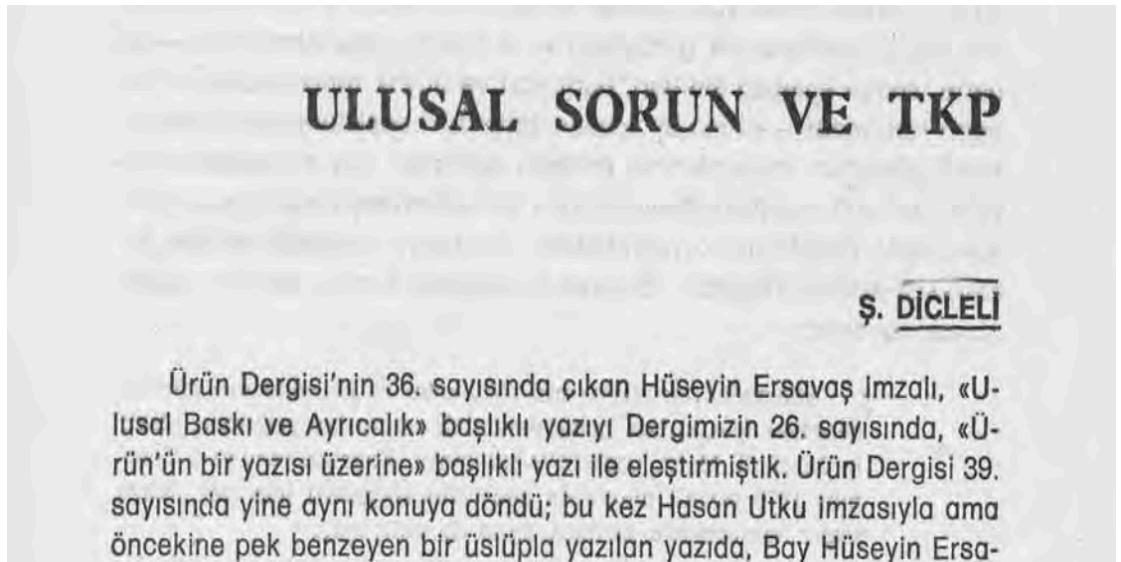 ULUSAL SORUN VE TKP
Ş. DİCLELİ
Ürün Dergisi'nin 36. sayısında çıkan Hüseyin Ersavaş Imzalı, «U-
lusal Baskı ve Ayrıcalık» başlıklı yazıyı Dergimizin 26. sayısında, «Ü-
rün'ün bir yazısı üzerine» başlıklı yazı ile eleştirmiştik. Ürün Dergisi 39.
sayısında yine aynı konuya döndü; bu kez Hasan Utku imzasıyla ama
öncekine pek benzeyen bir üslüpla yazılan yazıda, Bay Hüseyin Ersa-